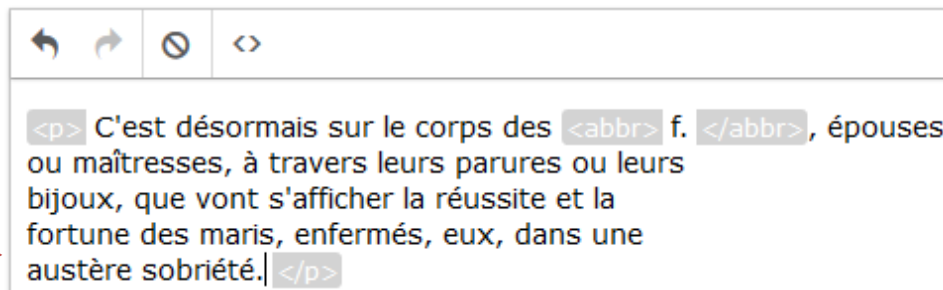 <p> C'est désormais sur le corps des <abbr> f. </abbr>, épouses
ou maîtresses, à travers leurs parures ou leurs
bijoux, que vont s'afficher la réussite et la
fortune des maris, enfermés, eux, dans une
austère sobriété. </p>